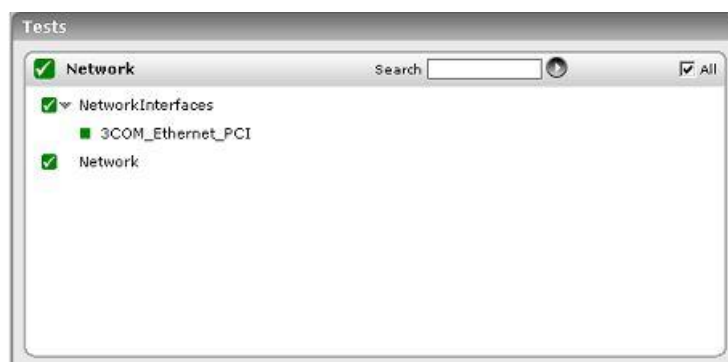 Tests
Network Search All
NetworkInterfaces
3COM_Ethernet_PCI
Network